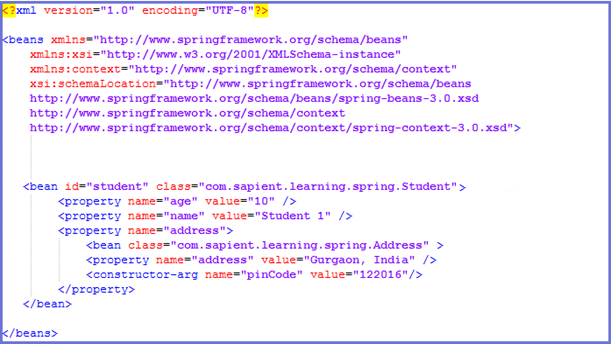 <?xml version="1.0" encoding="UTF-8"?>
<beans xmlns="http://www.springframework.org/schema/beans"
xmlns:xsi="http://www.w3.org/2001/XMLSchema-instance"
xmlns:context="http://www.springframework.org/schema/context"
xsi:schemaLocation="http://www.springframework.org/schema/beans
http://www.springframework.org/schema/beans/spring-beans-3.0.xsd
http://www.springframework.org/schema/context
http://www.springframework.org/schema/context/spring-context-3.0.xsd">
<bean id="student" class="com.sapient.learning.spring.Student">
<property name="age" value="10" />
<property name="name" value="Student 1" />
<property name="address">
<bean class="com.sapient.learning.spring.Address" >
<property name="address" value="Gurgaon, India" />
<constructor-arg name="pinCode" value="122016"/>
</property>
</bean>
</beans>